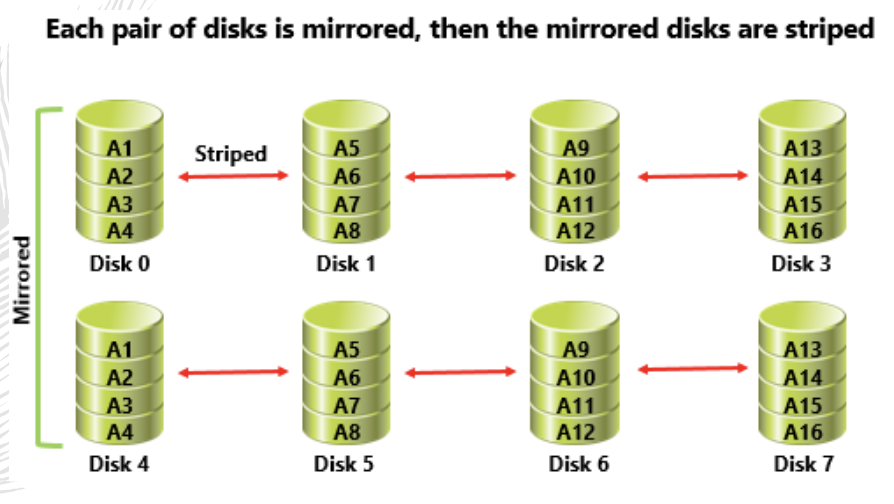 Each pair of disks is mirrored, then the mirrored disks are striped
Mirrored
Striped
A1 A5 A9 A13
A2 A6 A10 A14
A3 A7 A11 A15
A4 A8 A12 A16
Disk 0 Disk 1 Disk 2 Disk 3
A1 A5 A9 A13
A2 A6 A10 A14
A3 A7 A11 A15
A4 A8 A12 A16
Disk 4 Disk 5 Disk 6 Disk 7